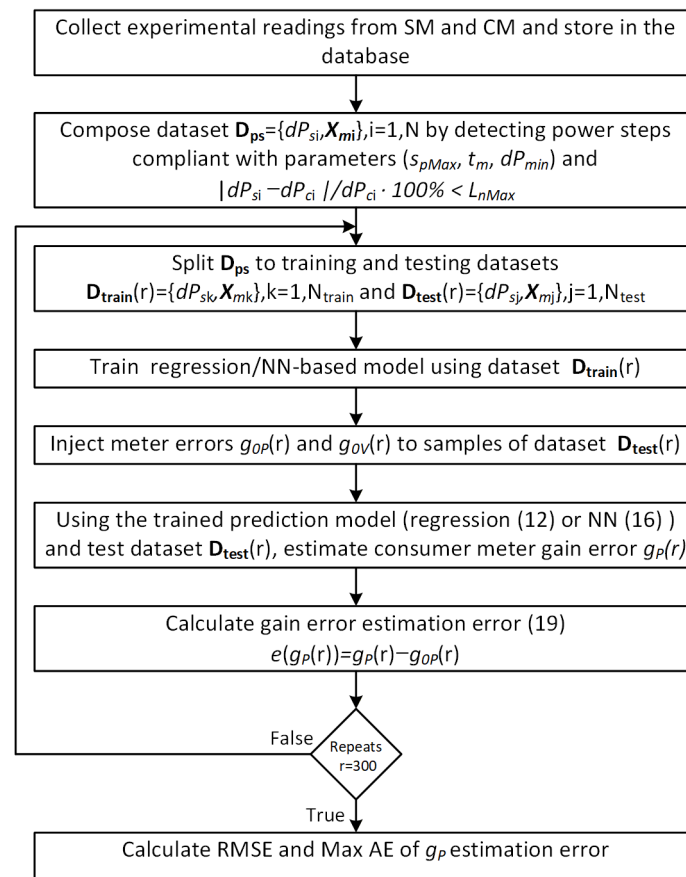 Collect experimental readings from SM and CM and store in the
database
Compose dataset Dps={dPsi,Xmi},i=1,N by detecting power steps
compliant with parameters (spMax, tm, dPmin) and
|dPsi −dPci |/dPci · 100% < LnMax
Split Dps to training and testing datasets
Dtrain(r)={dPsk,Xmk},k=1,Ntrain and Dtest(r)={dPsj,Xmj},j=1,Ntest
Train regression/NN-based model using dataset Dtrain(r)
Inject meter errors g0P(r) and g0V(r) to samples of dataset Dtest(r)
Using the trained prediction model (regression (12) or NN (16) )
and test dataset Dtest(r), estimate consumer meter gain error gP(r)
Calculate gain error estimation error (19)
e(gP(r))=gP(r)−g0P(r)
False
Repeats
r=300
True
Calculate RMSE and Max AE of gP estimation error